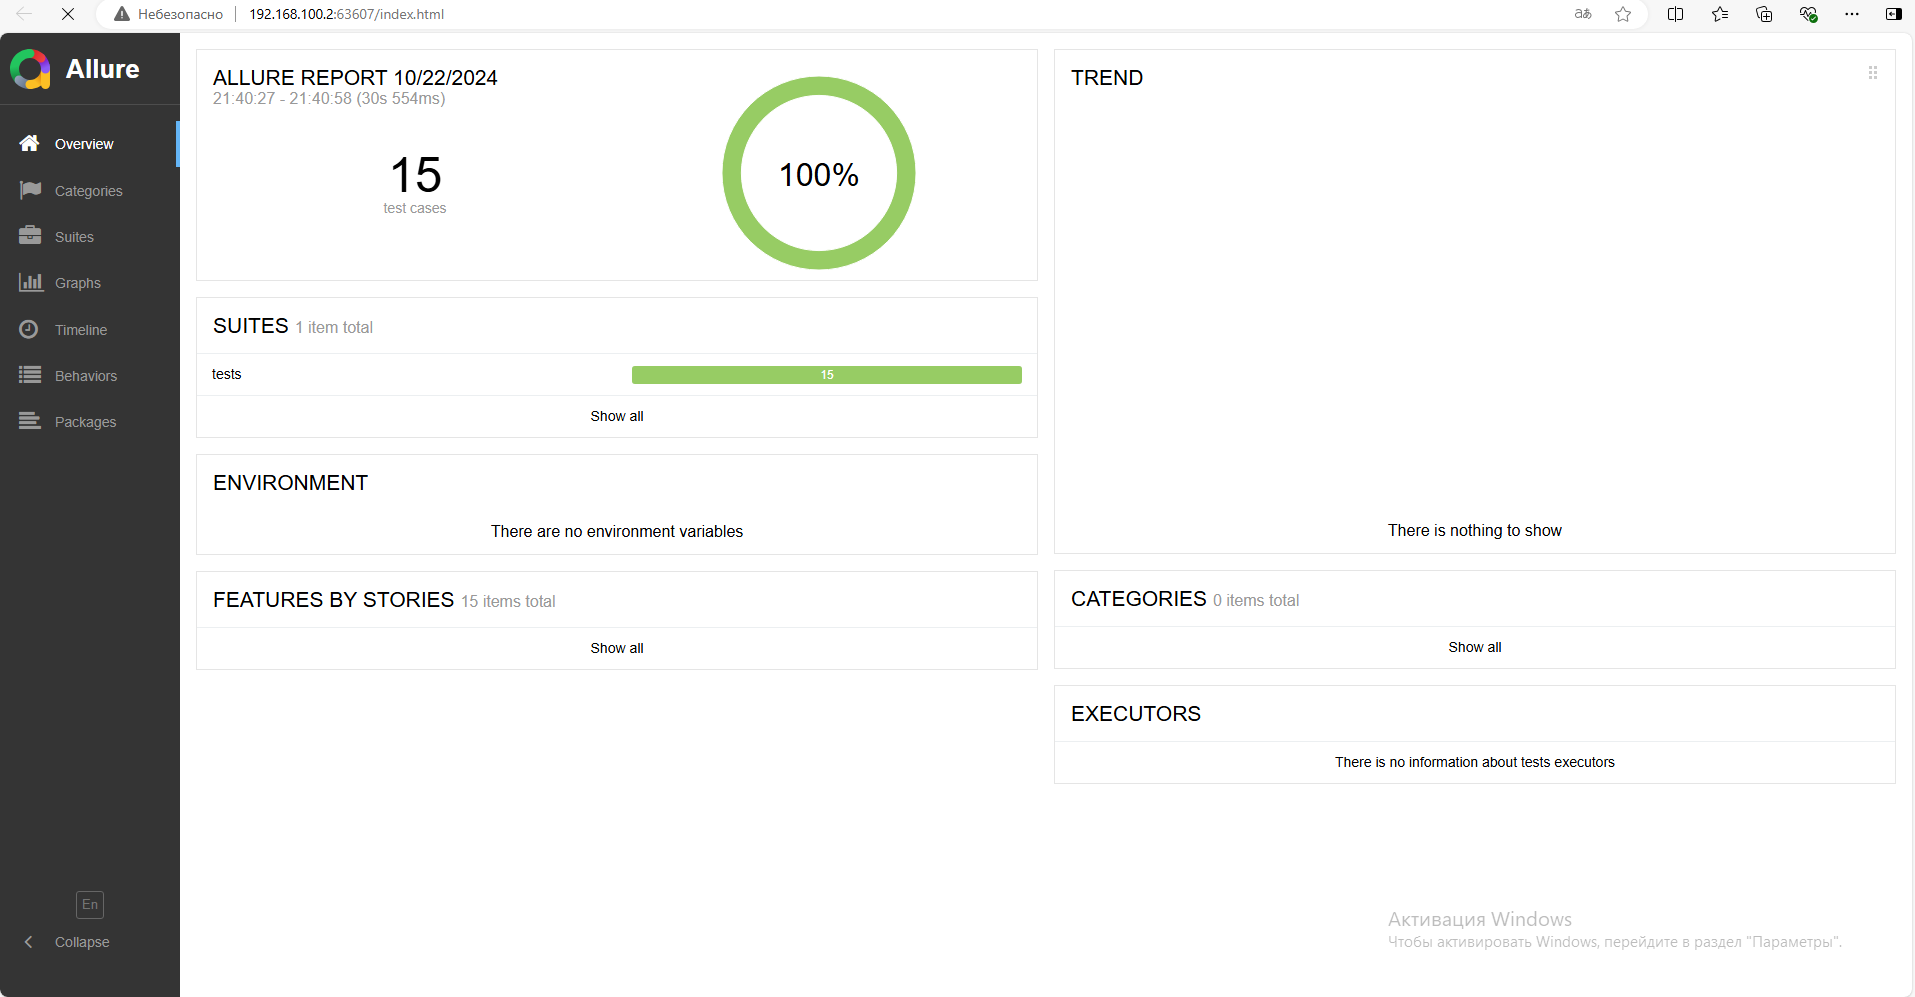 Небезопасно
192.168.100.2:63607/index.html
аあ
Allure
Overview
Categories
Suites
Graphs
Timeline
Behaviors
Packages
En
Collapse
ALLURE REPORT 10/22/2024
21:40:27 - 21:40:58 (30s 554ms)
15
test cases
100%
SUITES 1 item total
tests 15
Show all
ENVIRONMENT
There are no environment variables
FEATURES BY STORIES 15 items total
Show all
TREND
There is nothing to show
CATEGORIES 0 items total
Show all
EXECUTORS
There is no information about tests executors
Активация Windows
Чтобы активировать Windows, перейдите в раздел "Параметры".